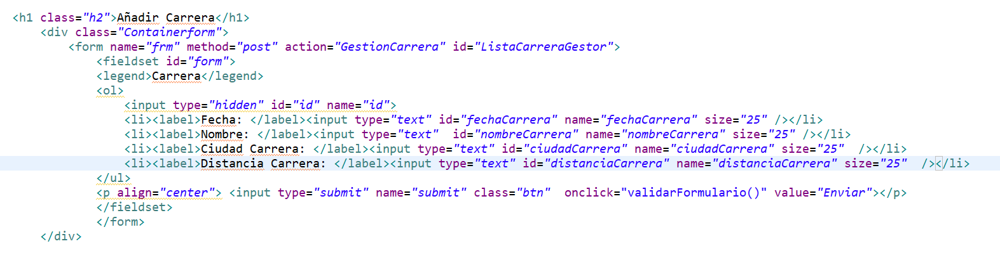 <h1 class="h2">Añadir Carrera</h1>
<div class="Containerform">
<form name="frm" method="post" action="GestionCarrera" id="ListaCarreraGestor">
<fieldset id="form">
<legend>Carrera</legend>
<ol>
<input type="hidden" id="id" name="id">
<li><label>Fecha: </label><input type="text" id="fechaCarrera" name="fechaCarrera" size="25" /></li>
<li><label>Nombre: </label><input type="text"  id="nombreCarrera" name="nombreCarrera" size="25" /></li>
<li><label>Ciudad Carrera: </label><input type="text" id="ciudadCarrera" name="ciudadCarrera" size="25"  /></li>
<li><label>Distancia Carrera: </label><input type="text" id="distanciaCarrera" name="distanciaCarrera" size="25"  /></li>
</ul>
<p align="center"> <input type="submit" name="submit" class="btn"  onclick="validarFormulario()" value="Enviar"></p>
</fieldset>
</form>
</div>